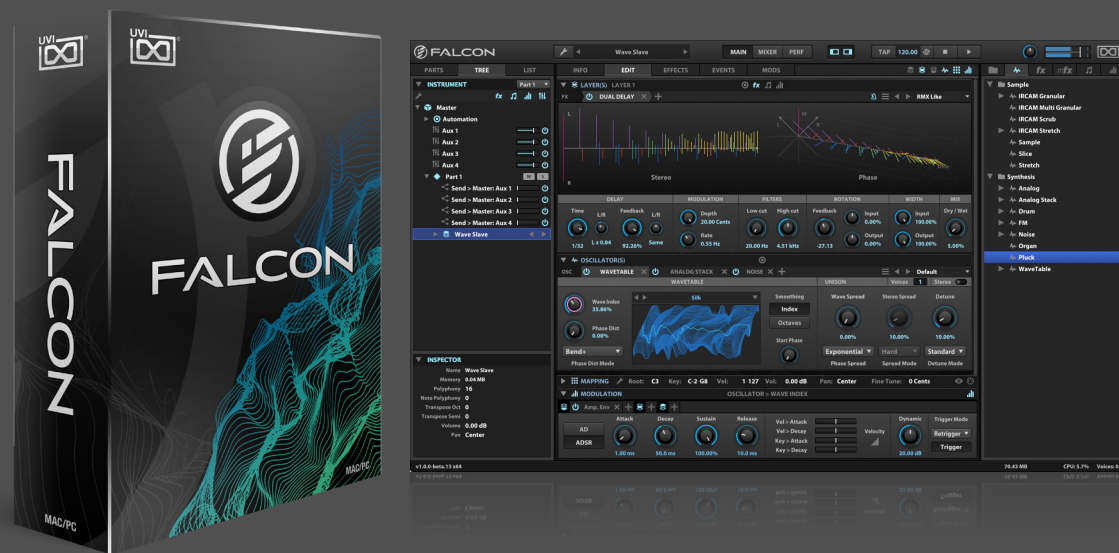 UVI
FALCON
MAC/PC
UVI
FALCON
MAC/PC
FALCON
Wave Slave
MAIN MIXER PERF
TAP 120.00
PARTS TREE LIST
INSTRUMENT Part 1
fx
Master
Automation
Aux 1
Aux 2
Aux 3
Aux 4
Part 1 M S
Send > Master: Aux 1
Send > Master: Aux 2
Send > Master: Aux 3
Send > Master: Aux 4
Wave Slave
INSPECTOR
Name Wave Slave
Memory 0.04 MB
Polyphony 16
Note Polyphony 0
Transpose Oct 0
Transpose Semi 0
Volume 0.00 dB
Pan Center
v1.0.0-beta.13 x64
INFO EDIT EFFECTS EVENTS MODS
LAYER(S) LAYER 1 fx
FX DUAL DELAY RMX Like
L
R
Stereo
M
L R
Phase
DELAY MODULATION FILTERS ROTATION WIDTH MIX
Time L/R Feedback L/R Depth 20.00 Cents Low cut High cut Feedback Input 0.00% Input 100.00% Dry / Wet
1/32 L x 0.84 92.26% Same Rate 0.55 Hz 20.00 Hz 4.51 kHz -27.13 Output 0.00% Output 100.00% 5.00%
OSCILLATOR(S)
OSC WAVETABLE ANALOG STACK NOISE Default
WAVETABLE UNISON Voices 1 Stereo
Wave Index
35.86%
Phase Dist
0.00%
Bend+
Phase Dist Mode
Silk
Smoothing
Index
Octaves
Start Phase
Wave Spread Stereo Spread Detune
0.00% 10.00% 10.00%
Exponential Hard Standard
Phase Spread Spread Mode Detune Mode
MAPPING Root: C3 Key: C-2 G8 Vel: 1 127 Vol: 0.00 dB Pan: Center Fine Tune: 0 Cents
MODULATION OSCILLATOR > WAVE INDEX
Amp. Env
AD
ADSR
Attack Decay Sustain Release
1.00 ms 50.0 ms 100.00% 10.0 ms
Vel > Attack
Vel > Decay
Key > Attack
Key > Decay
Velocity
Dynamic
20.00 dB
Trigger Mode
Retrigger
Trigger
fx mfx
Sample
IRCAM Granular
IRCAM Multi Granular
IRCAM Scrub
IRCAM Stretch
Sample
Slice
Stretch
Synthesis
Analog
Analog Stack
Drum
FM
Noise
Organ
Pluck
WaveTable
70.43 MB CPU: 5.7% Voices: 0